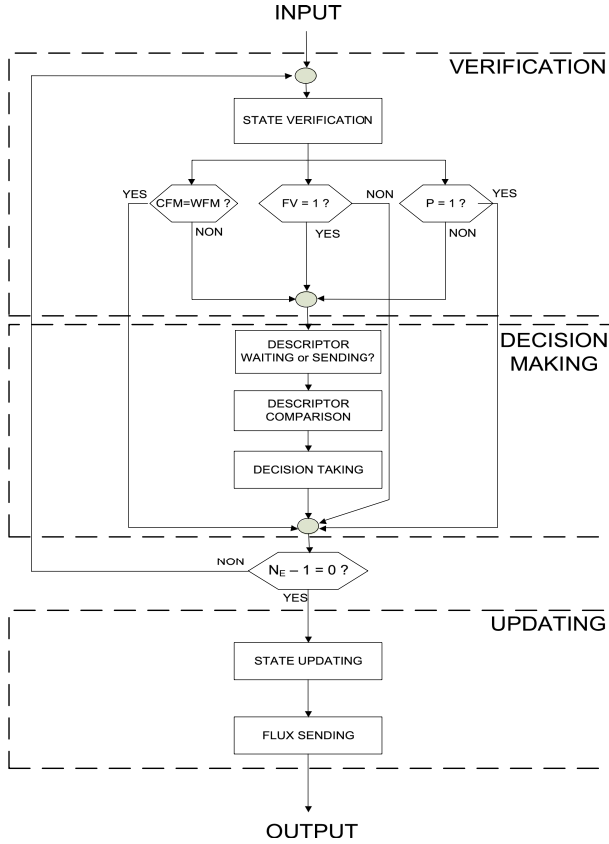 INPUT
VERIFICATION
STATE VERIFICATION
YES
CFM=WFM ?
NON
FV = 1 ?
YES
NON
P = 1 ?
YES
NON
DECISION
MAKING
DESCRIPTOR
WAITING or SENDING?
DESCRIPTOR
COMPARISON
DECISION TAKING
NON
NE – 1 = 0 ?
YES
UPDATING
STATE UPDATING
FLUX SENDING
OUTPUT